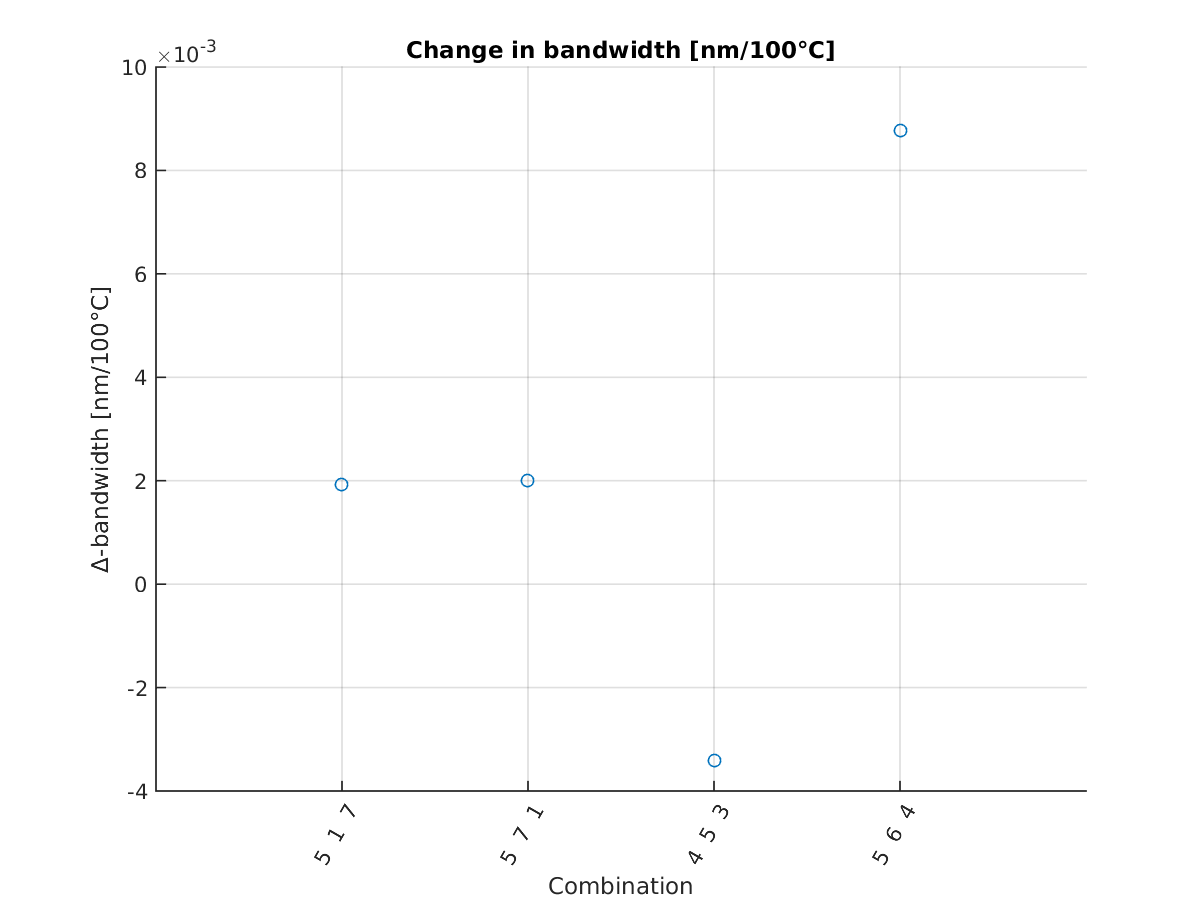 Change in bandwidth [nm/100°C]
×10-3
10
8
6
4
2
0
-2
-4
Δ-bandwidth [nm/100°C]
5 1 7
5 7 1
4 5 3
5 6 4
Combination